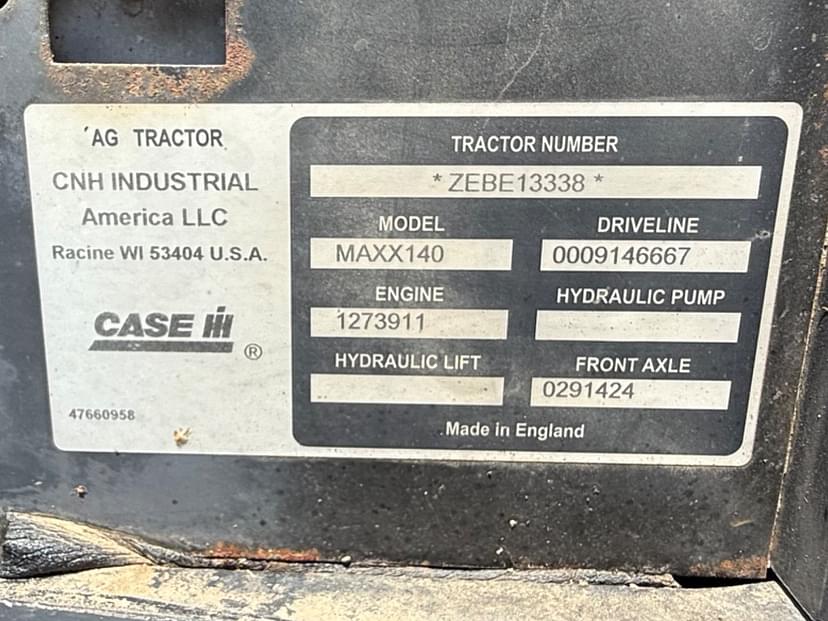 AG TRACTOR
CNH INDUSTRIAL
America LLC
Racine WI 53404 U.S.A.
CASE IH ®
47660958
TRACTOR NUMBER
* ZEBE13338 *
MODEL DRIVELINE
MAXX140 0009146667
ENGINE HYDRAULIC PUMP
1273911
HYDRAULIC LIFT FRONT AXLE
0291424
Made in England